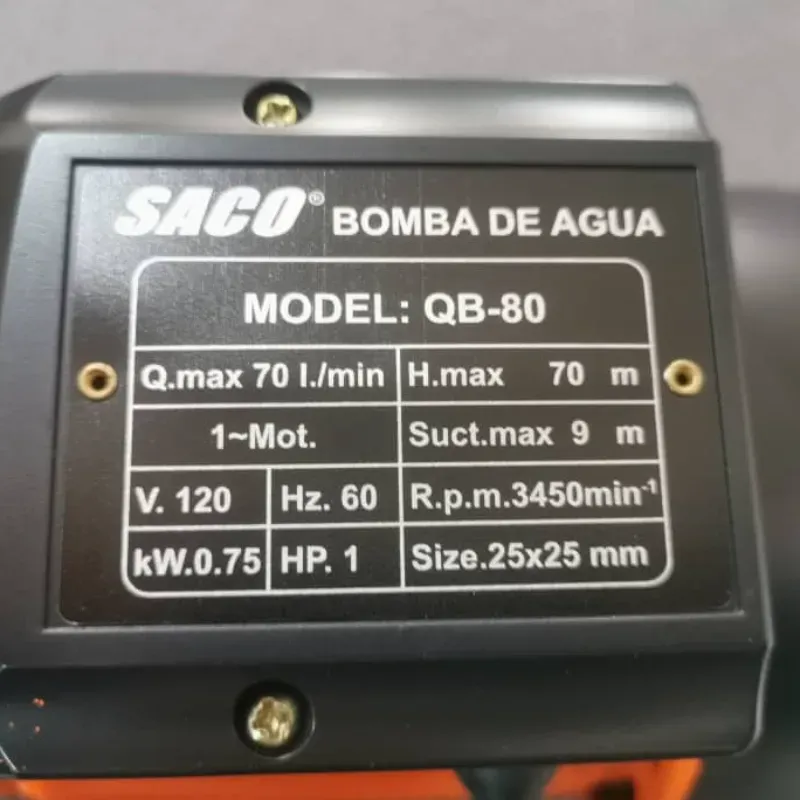 SACO® BOMBA DE AGUA
MODEL: QB-80
Q.max 70 l./min H.max 70 m
1~Mot. Suct.max 9 m
V. 120 Hz. 60 R.p.m.3450min⁻¹
kW.0.75 HP. 1 Size.25x25 mm